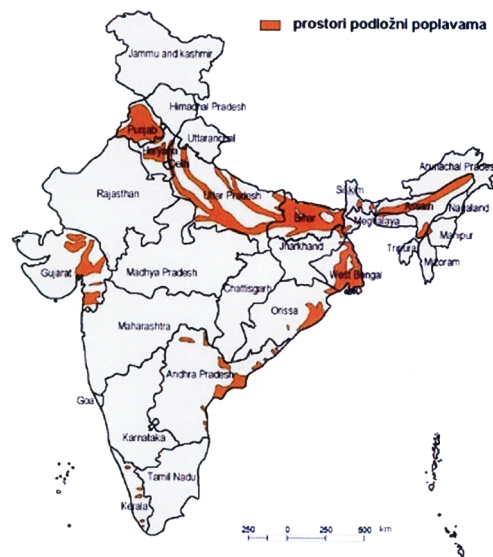 prostori podložni poplavama
Jammu and kashmir
Himachal Pradesh
Punjab
Uttaranchal
Haryana
Delhi
Arunachal Pradesh
Rajasthan
Uttar Pradesh
Sikkim
Assam
Nagaland
Bihar
Meghalaya
Manipur
Jharkhand
Tripura
Mizoram
Gujarat
Madhya Pradesh
West Bengal
Chattisgarh
Orissa
Maharashtra
Andhra Pradesh
Goa
Karnataka
Tamil Nadu
Kerala
250 0 250 500 km